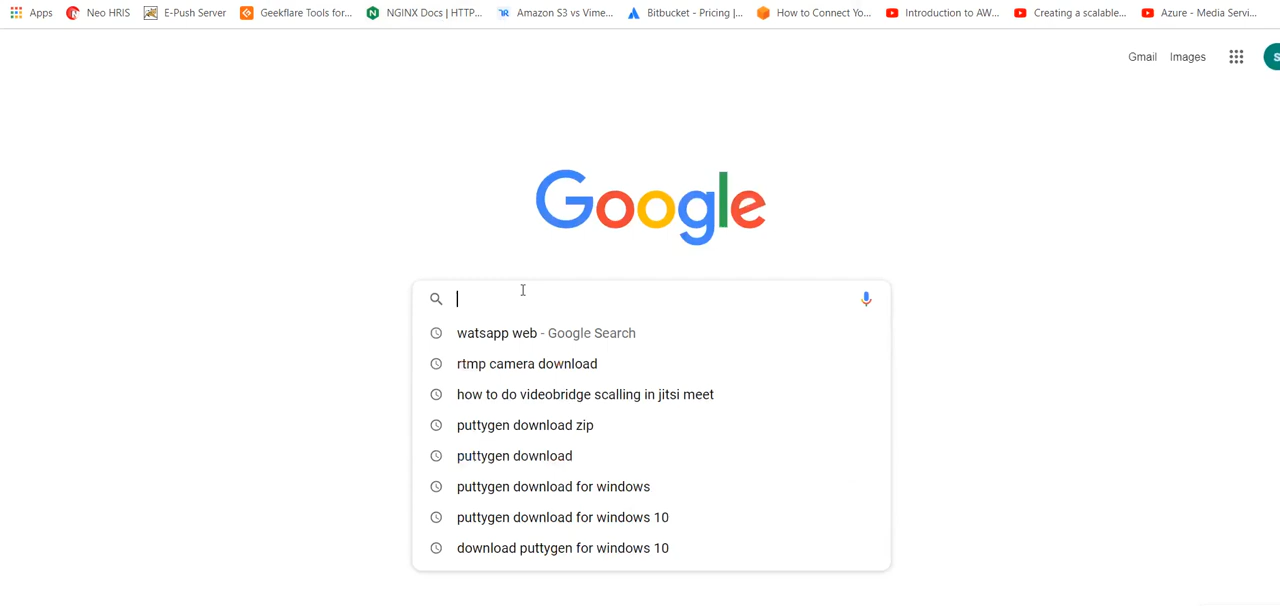 Apps Neo HRIS E-Push Server Geekflare Tools for... NGINX Docs | HTTP... Amazon S3 vs Vime... Bitbucket - Pricing |... How to Connect Yo... Introduction to AW... Creating a scalable... Azure - Media Servi...
Gmail Images S
Google
watsapp web - Google Search
rtmp camera download
how to do videobridge scalling in jitsi meet
puttygen download zip
puttygen download
puttygen download for windows
puttygen download for windows 10
download puttygen for windows 10